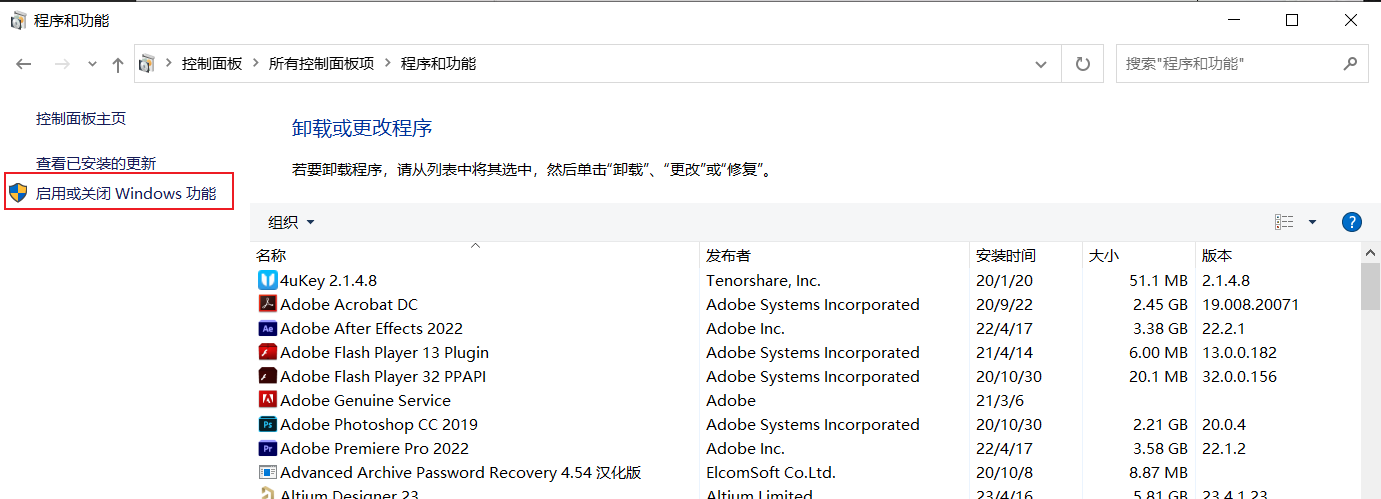 程序和功能
控制面板 所有控制面板项 程序和功能 搜索"程序和功能"
控制面板主页
查看已安装的更新
启用或关闭 Windows 功能
卸载或更改程序
若要卸载程序，请从列表中将其选中，然后单击“卸载”、“更改”或“修复”。
组织
名称 发布者 安装时间 大小 版本
4uKey 2.1.4.8 Tenorshare, Inc. 20/1/20 51.1 MB 2.1.4.8
Adobe Acrobat DC Adobe Systems Incorporated 20/9/22 2.45 GB 19.008.20071
Adobe After Effects 2022 Adobe Inc. 22/4/17 3.38 GB 22.2.1
Adobe Flash Player 13 Plugin Adobe Systems Incorporated 21/4/14 6.00 MB 13.0.0.182
Adobe Flash Player 32 PPAPI Adobe Systems Incorporated 20/10/30 20.1 MB 32.0.0.156
Adobe Genuine Service Adobe 21/3/6
Adobe Photoshop CC 2019 Adobe Systems Incorporated 20/10/30 2.21 GB 20.0.4
Adobe Premiere Pro 2022 Adobe Inc. 22/4/17 3.58 GB 22.1.2
Advanced Archive Password Recovery 4.54 汉化版 ElcomSoft Co.Ltd. 20/10/8 8.87 MB
Altium Designer 23 Altium Limited 23/4/16 5.81 GB 23.4.1.23